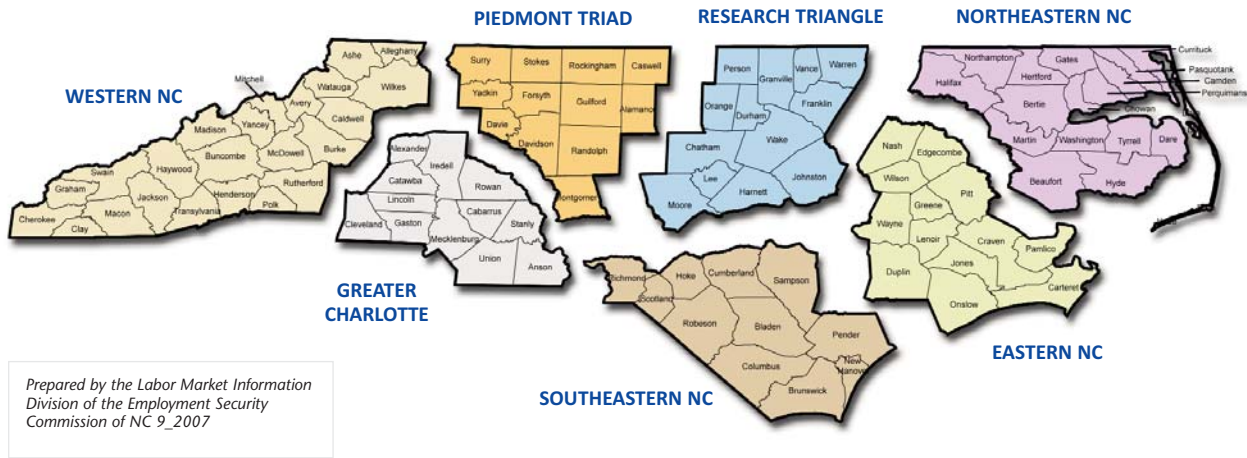 PIEDMONT TRIAD
RESEARCH TRIANGLE
NORTHEASTERN NC
WESTERN NC
Ashe
Alleghany
Mitchell
Watauga
Wilkes
Avery
Madison
Yancey
Caldwell
Buncombe
McDowell
Burke
Swain
Haywood
Graham
Jackson
Henderson
Rutherford
Cherokee
Macon
Transylvania
Polk
Clay
Surry
Stokes
Rockingham
Caswell
Yadkin
Forsyth
Guilford
Alamance
Davie
Davidson
Randolph
Montgomery
Alexander
Iredell
Catawba
Rowan
Lincoln
Cabarrus
Cleveland
Gaston
Stanly
Mecklenburg
Union
Anson
GREATER
CHARLOTTE
Person
Granville
Vance
Warren
Orange
Durham
Franklin
Wake
Chatham
Lee
Johnston
Moore
Harnett
Northampton
Gates
Currituck
Halifax
Hertford
Pasquotank
Camden
Perquimans
Bertie
Chowan
Martin
Washington
Tyrrell
Dare
Beaufort
Hyde
Nash
Edgecombe
Wilson
Pitt
Greene
Wayne
Lenoir
Craven
Pamlico
Jones
Duplin
Carteret
Onslow
EASTERN NC
Richmond
Hoke
Cumberland
Sampson
Scotland
Robeson
Bladen
Pender
Columbus
New
Hanover
Brunswick
SOUTHEASTERN NC
Prepared by the Labor Market Information
Division of the Employment Security
Commission of NC 9_2007